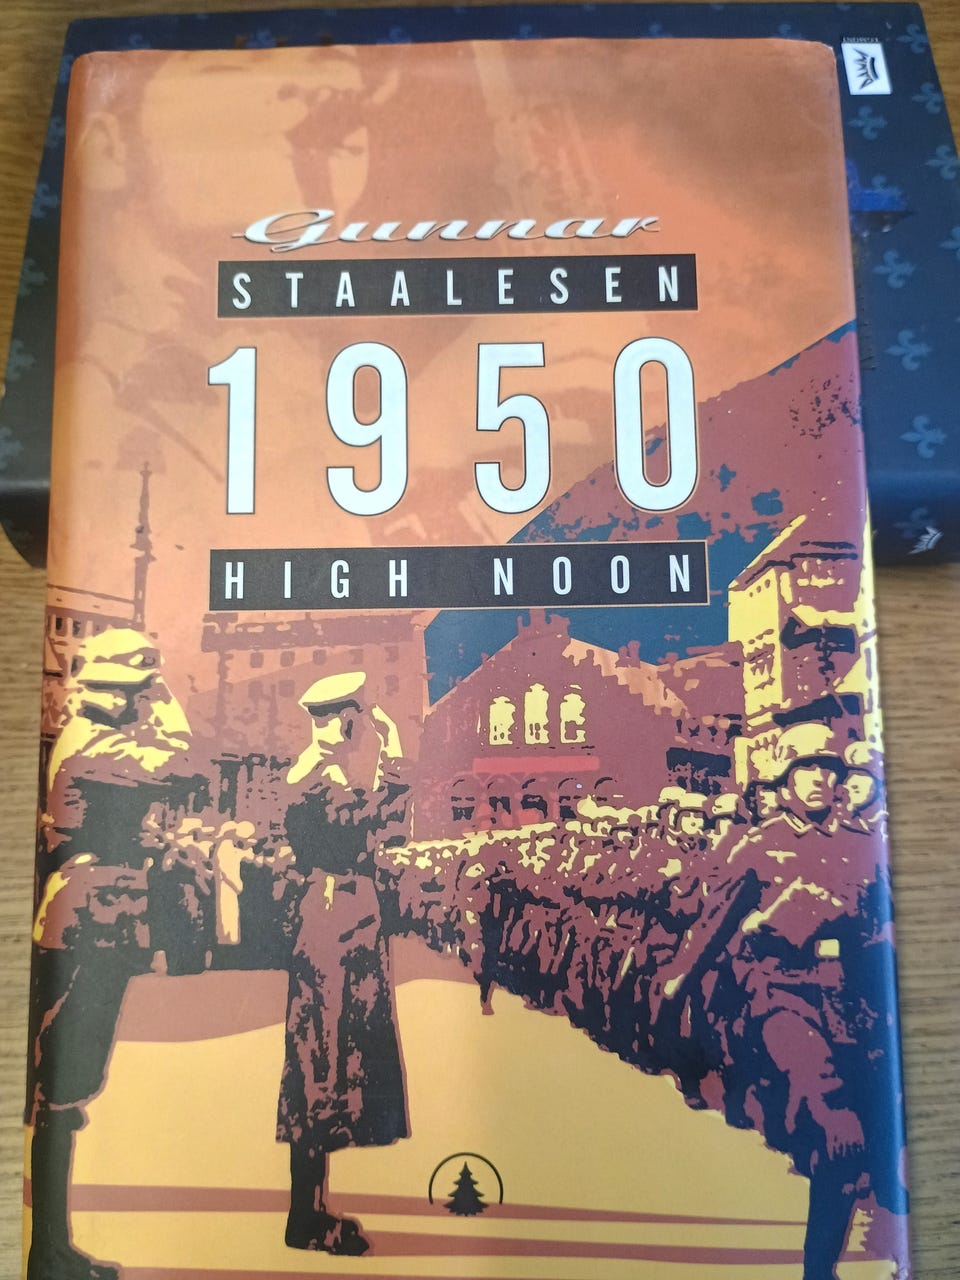 Gunnar
STAALESEN
1950
HIGH NOON